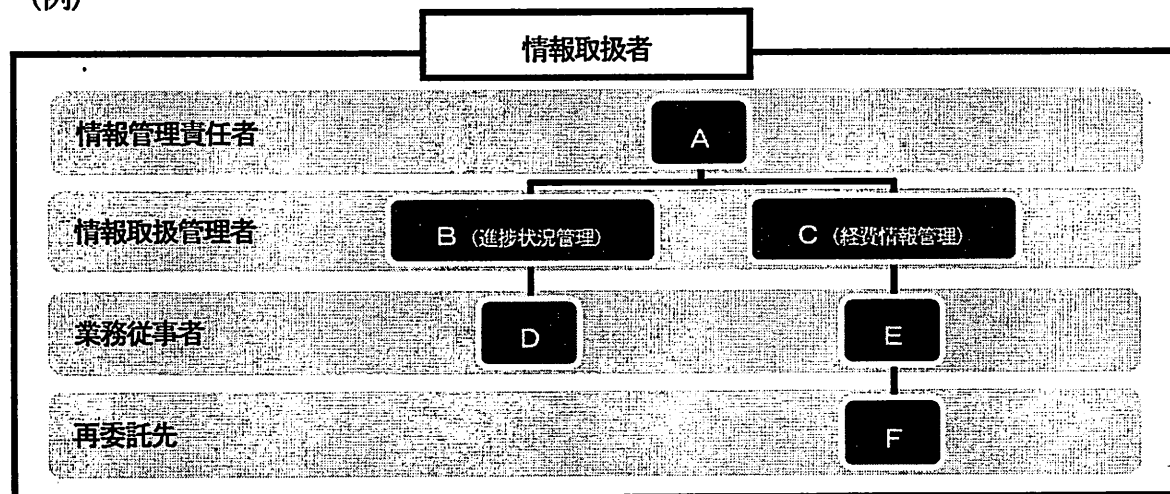 (例)
情報取扱者
情報管理責任者
A
情報取扱管理者
B (進捗状況管理)
C (経費情報管理)
業務従事者
D
E
再委託先
F